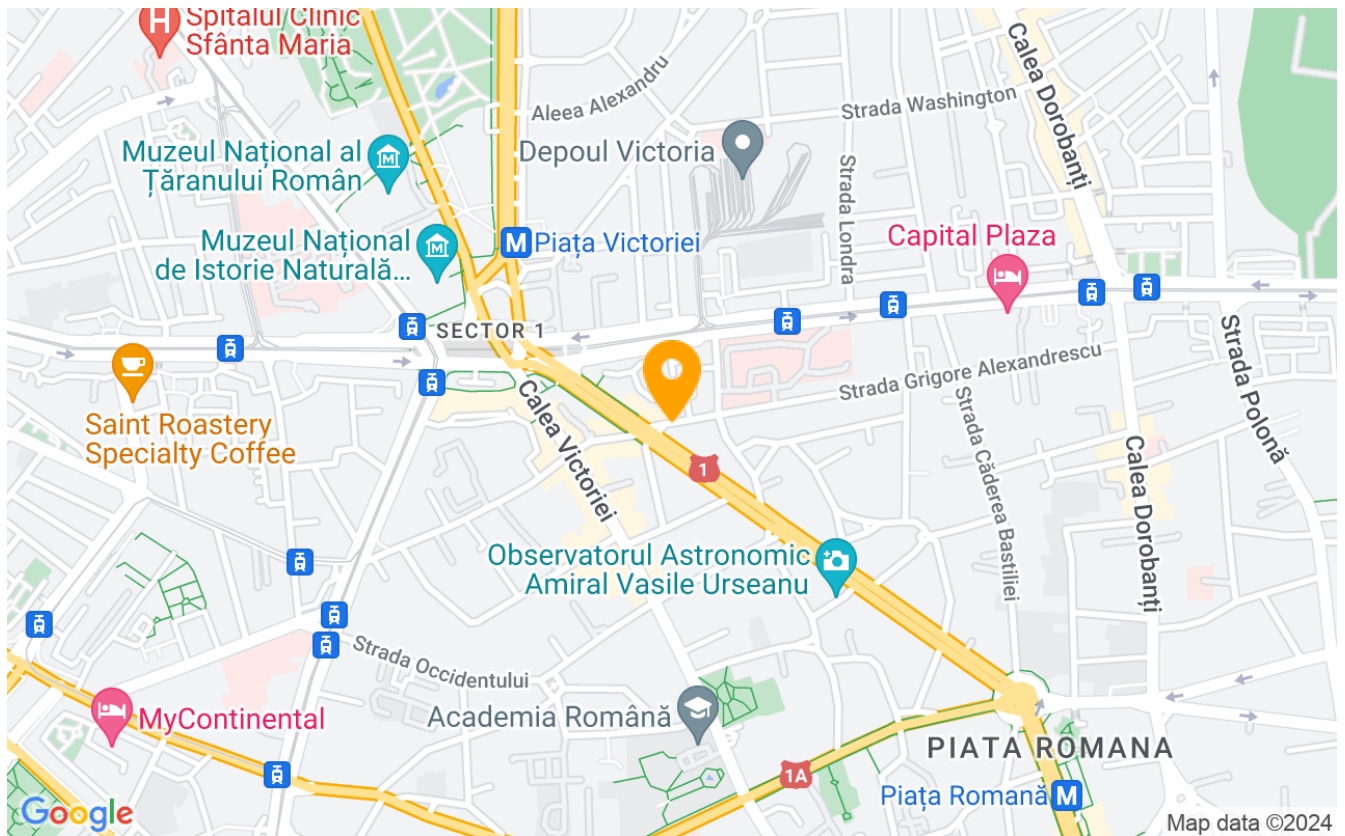 Spitalul Clinic
Sfânta Maria
H
Aleea Alexandru
Strada Washington
Calea Dorobanți
Muzeul Național al
Țăranului Român
Depoul Victoria
Strada Londra
Muzeul Național
de Istorie Naturală...
M Piața Victoriei
Capital Plaza
SECTOR 1
Strada Polonă
Strada Grigore Alexandrescu
Saint Roastery
Specialty Coffee
Calea Victoriei
Strada Căderea Bastiliei
Calea Dorobanți
1
Observatorul Astronomic
Amiral Vasile Urseanu
Strada Occidentului
MyContinental
Academia Română
PIATA ROMANA
1A
Piața Romană M
Google
Map data ©2024